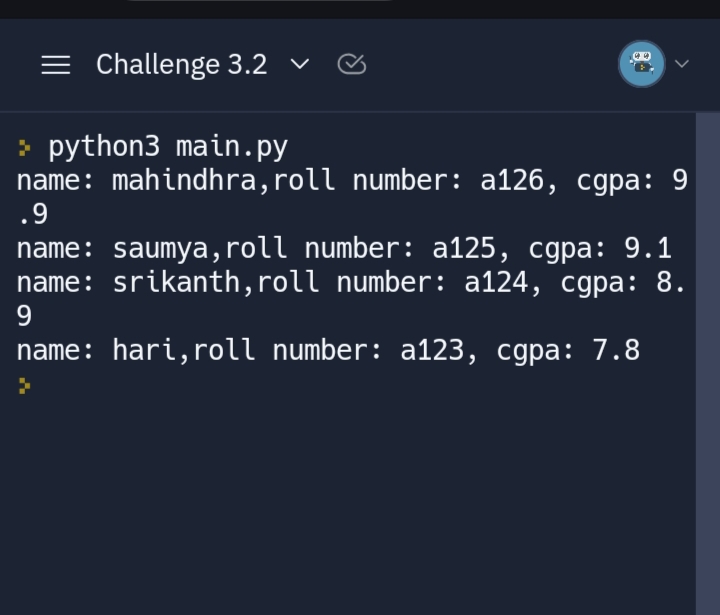 Challenge 3.2
python3 main.py
name: mahindhra,roll number: a126, cgpa: 9
.9
name: saumya,roll number: a125, cgpa: 9.1
name: srikanth,roll number: a124, cgpa: 8.
9
name: hari,roll number: a123, cgpa: 7.8